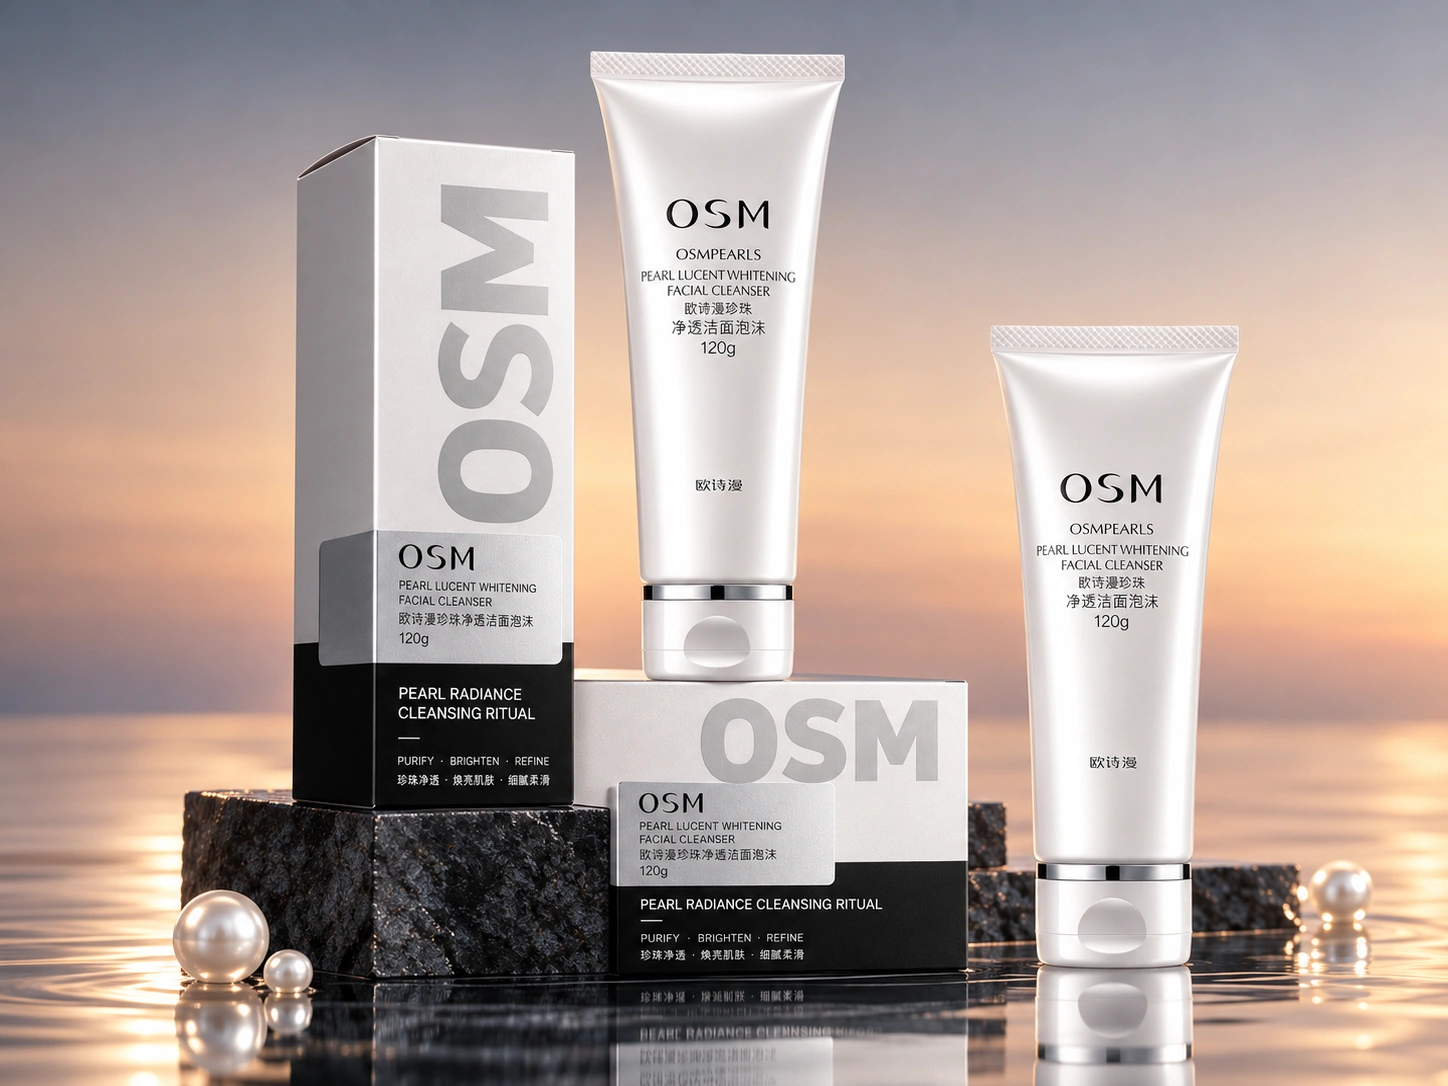 OSM
OSM
PEARL LUCENT WHITENING
FACIAL CLEANSER
欧诗漫珍珠净透洁面泡沫
120g
PEARL RADIANCE
CLEANSING RITUAL
PURIFY · BRIGHTEN · REFINE
珍珠净透 · 焕亮肌肤 · 细腻柔滑
OSM
OSMPEARLS
PEARL LUCENT WHITENING
FACIAL CLEANSER
欧诗漫珍珠
净透洁面泡沫
120g
欧诗漫
OSM
OSM
PEARL LUCENT WHITENING
FACIAL CLEANSER
欧诗漫珍珠净透洁面泡沫
120g
PEARL RADIANCE CLEANSING RITUAL
PURIFY · BRIGHTEN · REFINE
珍珠净透 · 焕亮肌肤 · 细腻柔滑
OSM
OSMPEARLS
PEARL LUCENT WHITENING
FACIAL CLEANSER
欧诗漫珍珠
净透洁面泡沫
120g
欧诗漫